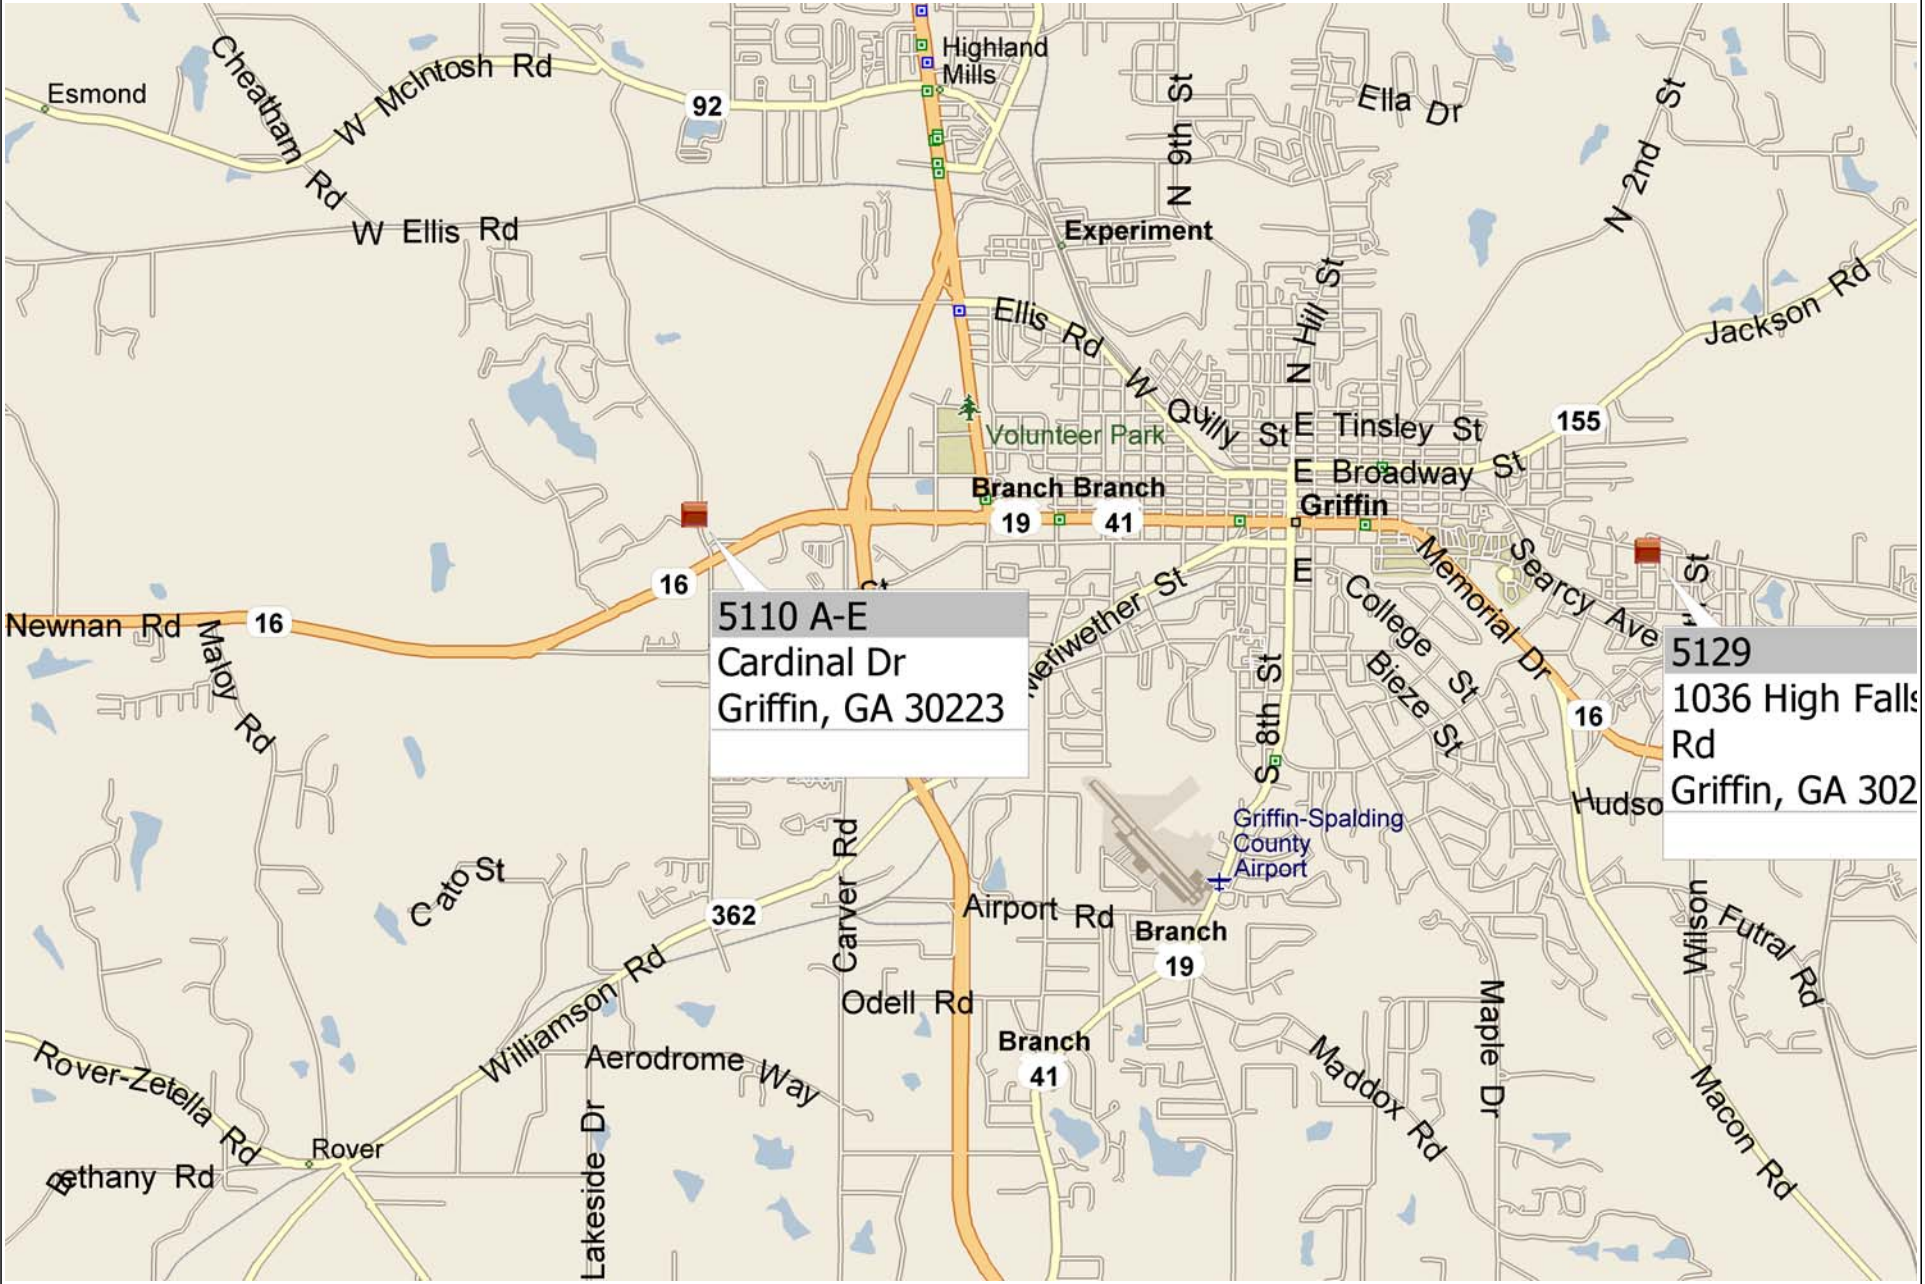 Highland
Mills
Esmond
Cheatham Rd
W McIntosh Rd
92
N 9th St
Ella Dr
N 2nd St
W Ellis Rd
Experiment
N Hill St
Jackson Rd
Ellis Rd
W Quilly St
Volunteer Park
E Tinsley St
155
E Broadway St
Branch Branch
19
41
Griffin
16
St
E
Memorial Dr
Searcy Ave
St
Newnan Rd
16
Maloy Rd
5110 A-E
Cardinal Dr
Griffin, GA 30223
Meriwether St
College St
Bieze St
S 8th St
5129
1036 High Falls
Rd
Griffin, GA 302
16
Hudso
Griffin-Spalding
County
Airport
Cato St
Carver Rd
362
Airport Rd
Branch
19
Wilson
Futral Rd
Williamson Rd
Odell Rd
Maple Dr
Rover-Zetella Rd
Aerodrome Way
Branch
41
Maddox Rd
Macon Rd
Rover
Bethany Rd
Lakeside Dr